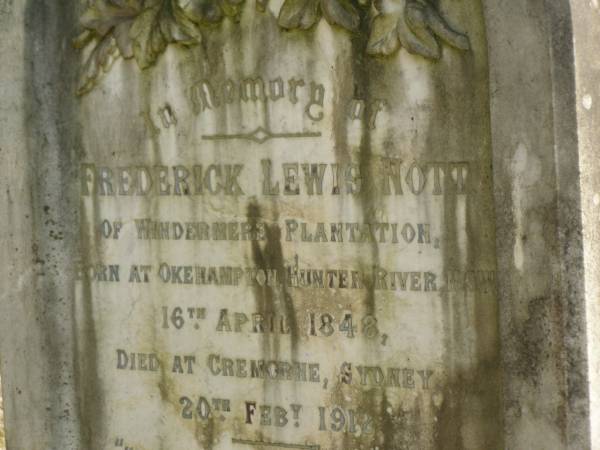 In Memory of
FREDERICK LEWIS NOTT
OF WINDERMERE PLANTATION,
BORN AT OKEHAMPTON, HUNTER RIVER, N.S.W.
16TH APRIL 1848,
DIED AT CREMORNE, SYDNEY,
20TH FEBY. 1912